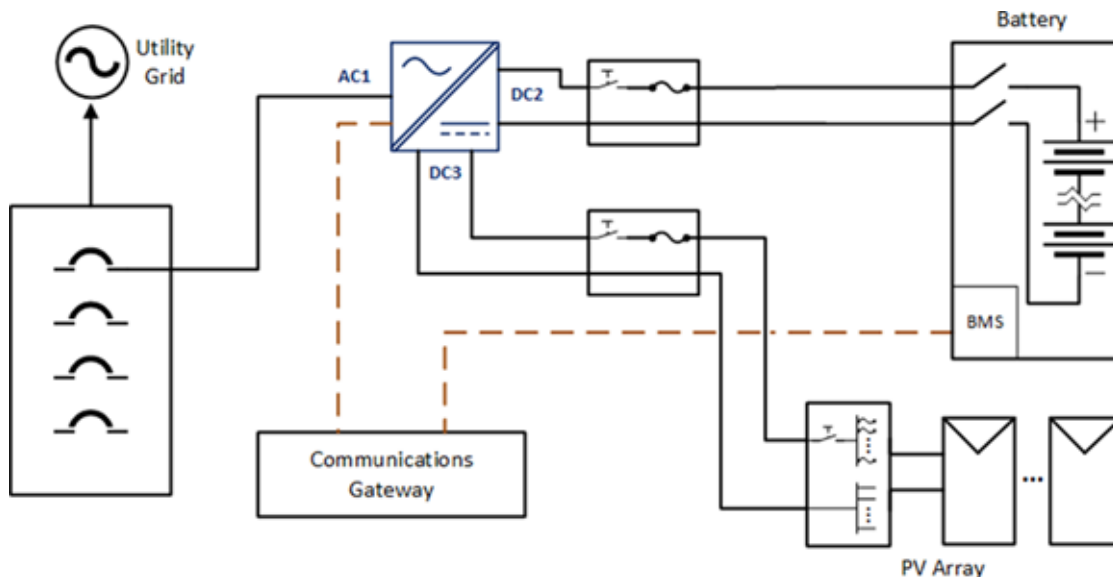 Battery
Utility
Grid
AC1
DC2
+
DC3
−
BMS
Communications
Gateway
PV Array